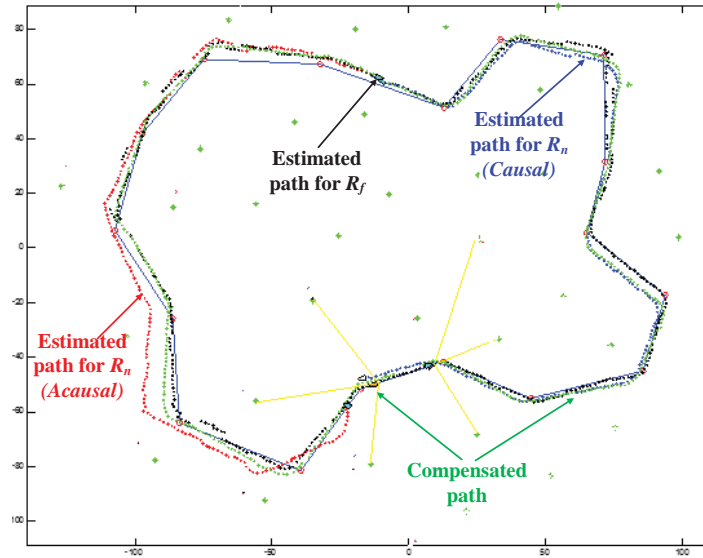 80
60
40
20
0
−20
−40
−60
−80
−100
−100
−50
0
50
100
Estimated
path for Rf
Estimated
path for Rn
(Causal)
Estimated
path for Rn
(Acausal)
Compensated
path